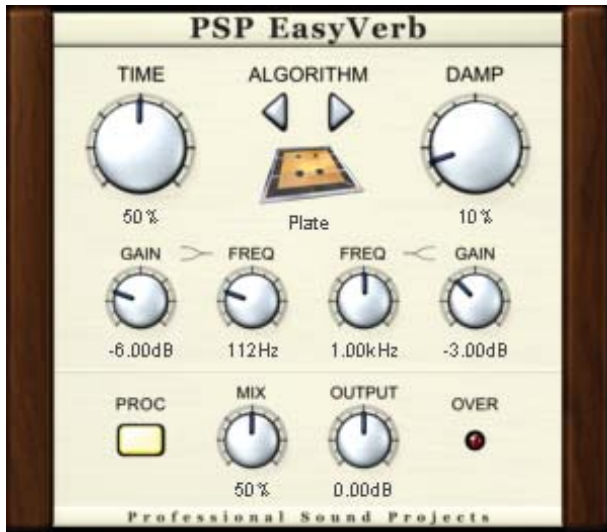 PSP EasyVerb
TIME ALGORITHM DAMP
50% Plate 10%
GAIN FREQ FREQ GAIN
-6.00dB 112Hz 1.00kHz -3.00dB
PROC MIX OUTPUT OVER
50% 0.00dB
Professional Sound Projects